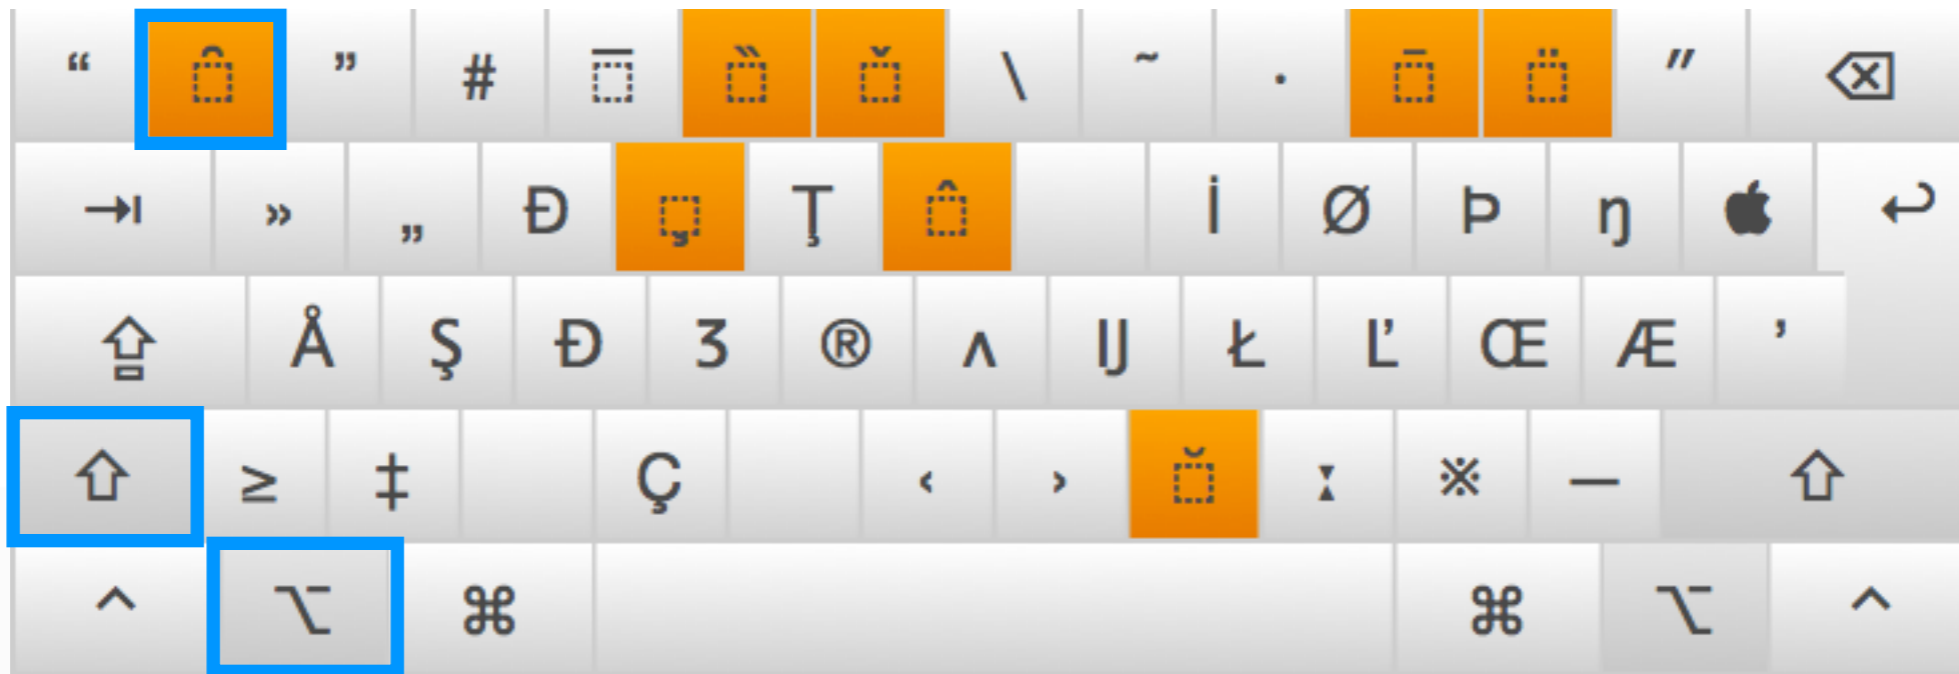 “ ◌̑ ” # ◌̅ ◌̏ ◌̌ \ ˜ · ◌̄ ◌̈ ″ ⌫
⇥ » „ Đ ◌̦ Ţ ◌̂ İ Ø Þ ŋ  ↩
⇪ Å Ş Đ Ʒ ® ʌ IJ Ł Ľ Œ Æ ’
⇧ ≥ ‡ Ç ‹ › ◌̆ ※ — ⇧
^ ⌥ ⌘ ⌘ ⌥ ^